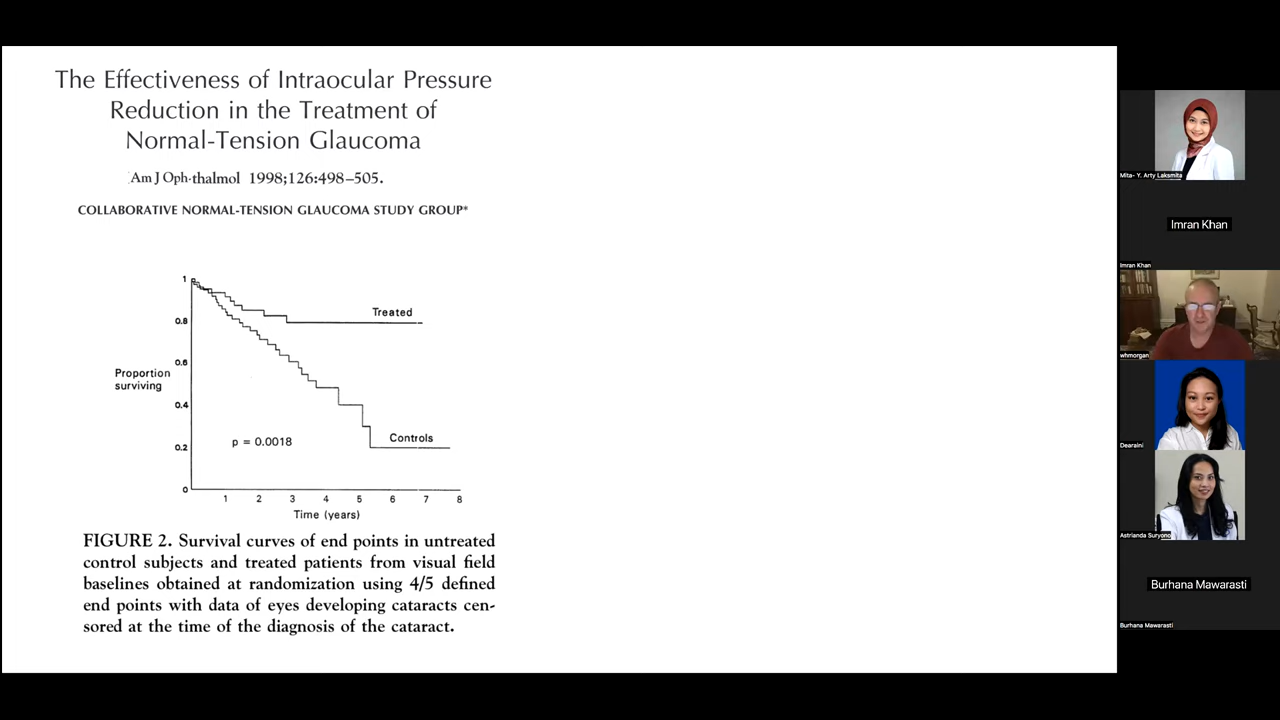 The Effectiveness of Intraocular Pressure
Reduction in the Treatment of
Normal-Tension Glaucoma
Am J Oph·thalmol 1998;126:498–505.
COLLABORATIVE NORMAL-TENSION GLAUCOMA STUDY GROUP*
1
0.8
0.6
0.4
0.2
0
Proportion
surviving
Treated
Controls
p = 0.0018
1 2 3 4 5 6 7 8
Time (years)
FIGURE 2. Survival curves of end points in untreated
control subjects and treated patients from visual field
baselines obtained at randomization using 4/5 defined
end points with data of eyes developing cataracts cen-
sored at the time of the diagnosis of the cataract.
Mita- Y. Arty Laksmita
Imran Khan
Imran Khan
whmorgan
Dearaini
Astrianda Suryono
Burhana Mawarasti
Burhana Mawarasti